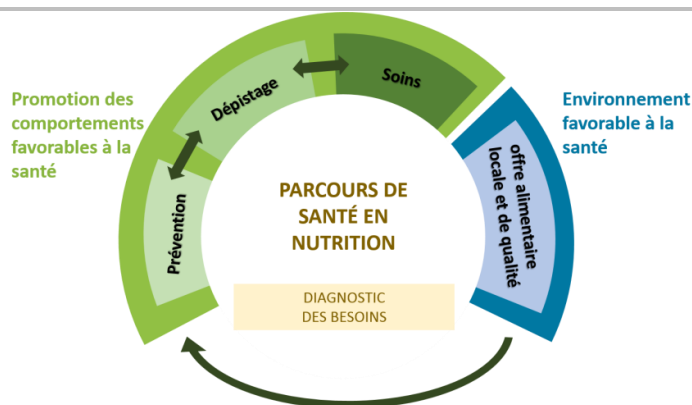 Promotion des
comportements
favorables à la
santé
Prévention
Dépistage
Soins
offre alimentaire
locale et de qualité
Environnement
favorable à la
santé
PARCOURS DE
SANTÉ EN
NUTRITION
DIAGNOSTIC
DES BESOINS